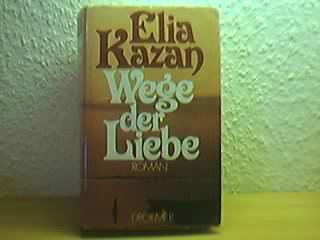 Elia
Kazan
Wege
der
Liebe
ROMAN
DROEMER